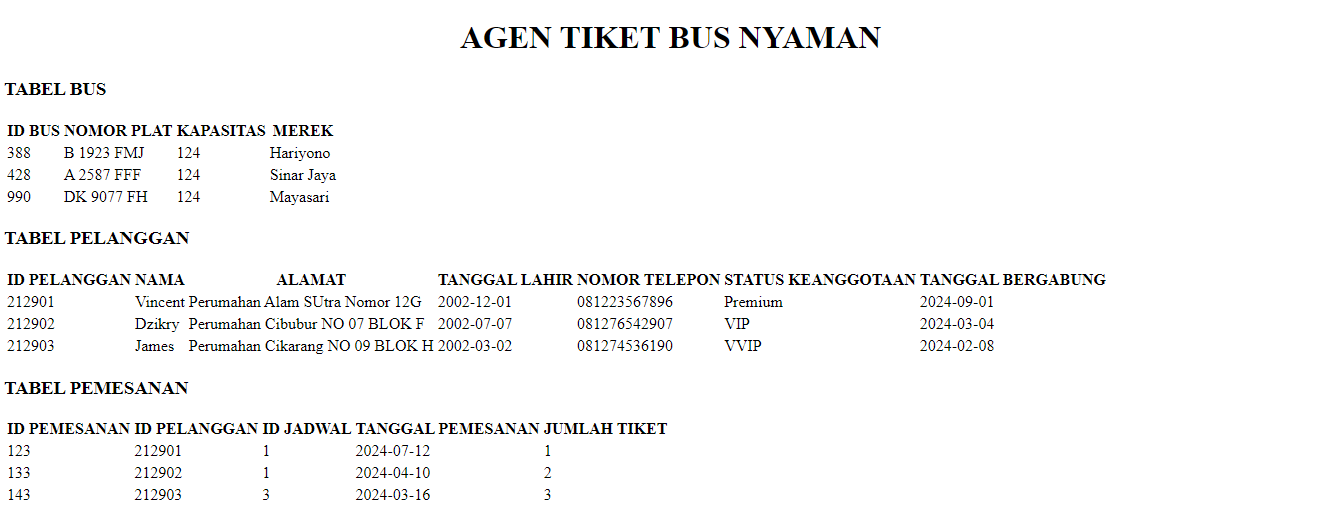 AGEN TIKET BUS NYAMAN
TABEL BUS
ID BUS NOMOR PLAT KAPASITAS MEREK
388 B 1923 FMJ 124 Hariyono
428 A 2587 FFF 124 Sinar Jaya
990 DK 9077 FH 124 Mayasari
TABEL PELANGGAN
ID PELANGGAN NAMA ALAMAT TANGGAL LAHIR NOMOR TELEPON STATUS KEANGGOTAAN TANGGAL BERGABUNG
212901 Vincent Perumahan Alam SUtra Nomor 12G 2002-12-01 081223567896 Premium 2024-09-01
212902 Dzikry Perumahan Cibubur NO 07 BLOK F 2002-07-07 081276542907 VIP 2024-03-04
212903 James Perumahan Cikarang NO 09 BLOK H 2002-03-02 081274536190 VVIP 2024-02-08
TABEL PEMESANAN
ID PEMESANAN ID PELANGGAN ID JADWAL TANGGAL PEMESANAN JUMLAH TIKET
123 212901 1 2024-07-12 1
133 212902 1 2024-04-10 2
143 212903 3 2024-03-16 3